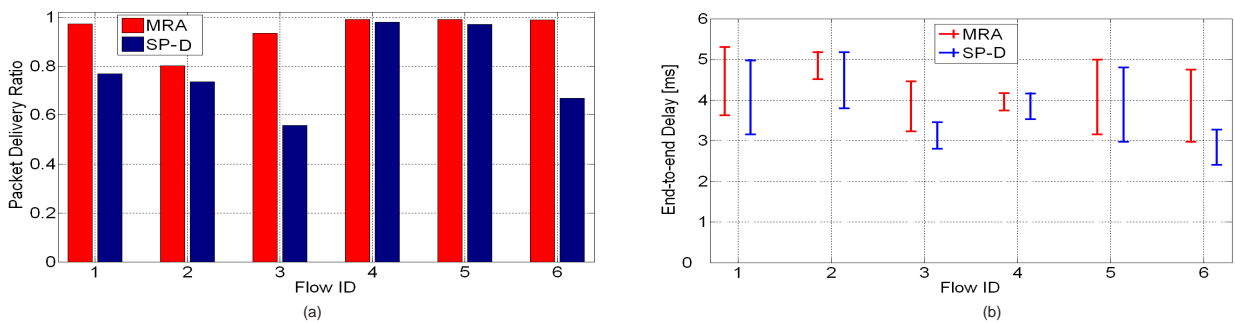 1
0.8
0.6
0.4
0.2
0
Packet Delivery Ratio
MRA
SP-D
1 2 3 4 5 6
Flow ID
(a)
6
5
4
3
2
1
0
End-to-end Delay [ms]
MRA
SP-D
1 2 3 4 5 6
Flow ID
(b)